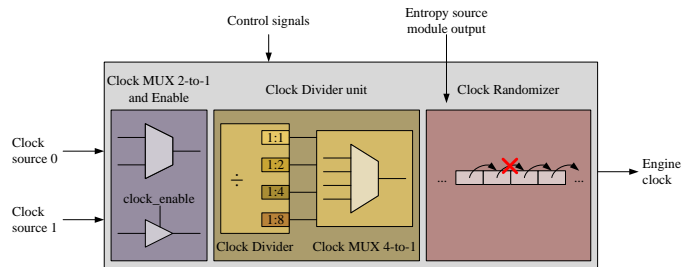 Control signals
Entropy source
module output
Clock MUX 2-to-1
and Enable
Clock Divider unit
Clock Randomizer
Clock
source 0
Clock
source 1
clock_enable
÷
1:1
1:2
1:4
1:8
Clock Divider
Clock MUX 4-to-1
...
...
Engine
clock